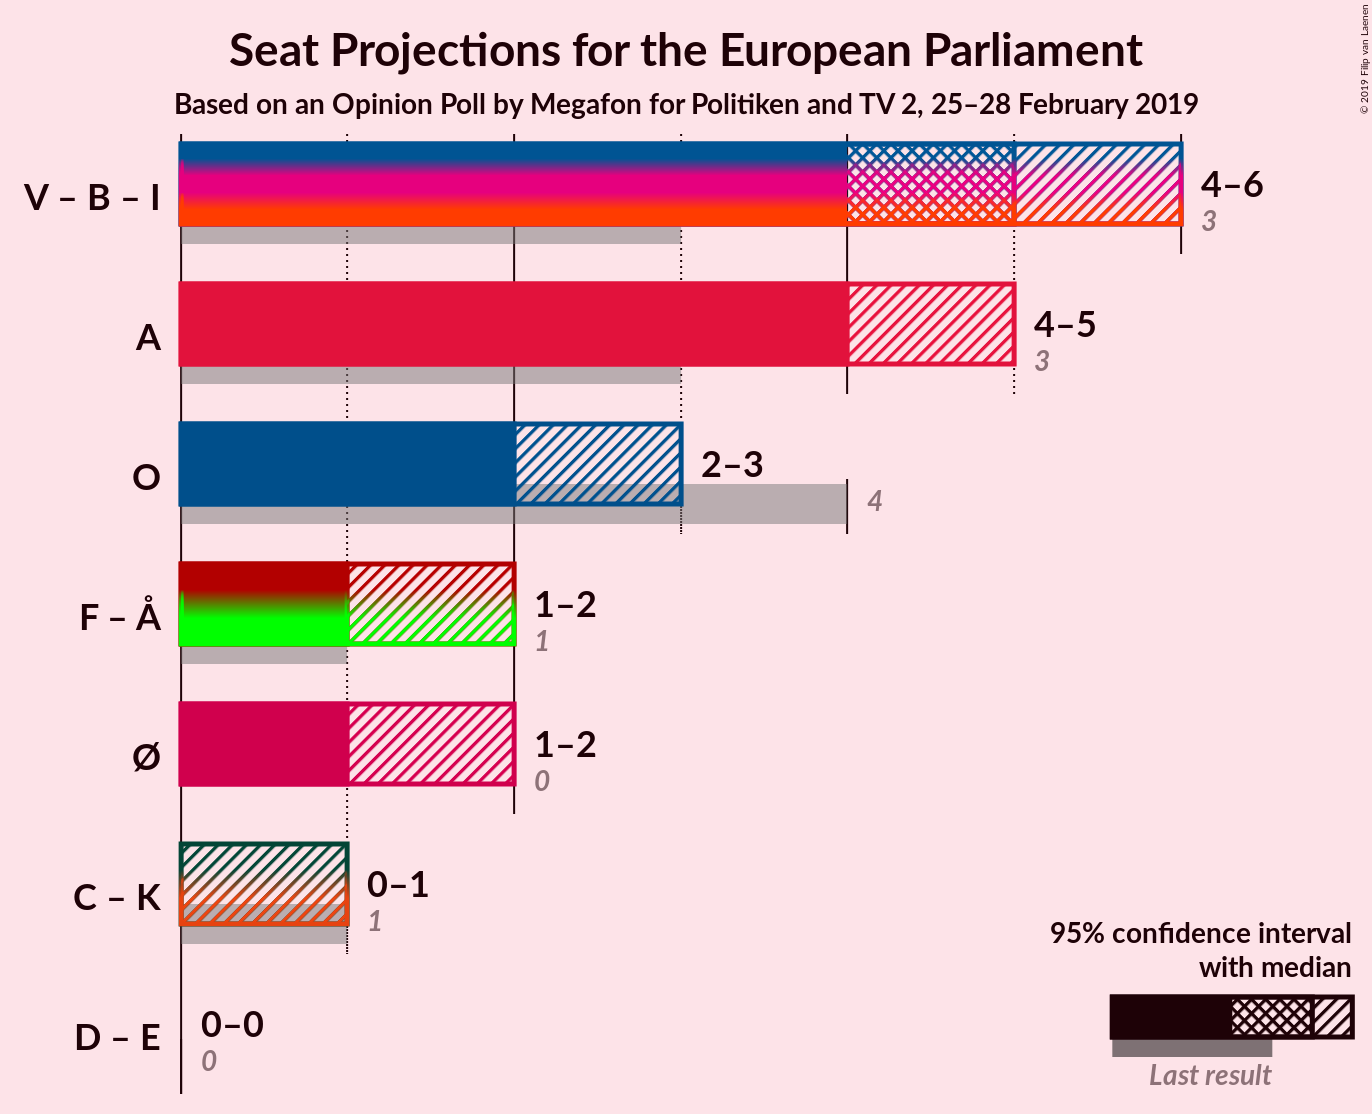 Seat Projections for the European Parliament
Based on an Opinion Poll by Megafon for Politiken and TV 2, 25–28 February 2019
© 2019 Filip van Laenen
V – B – I
4–6
3
A
4–5
3
O
2–3
4
F – Å
1–2
1
Ø
1–2
0
C – K
0–1
1
D – E
0–0
0
95% confidence interval
with median
Last result